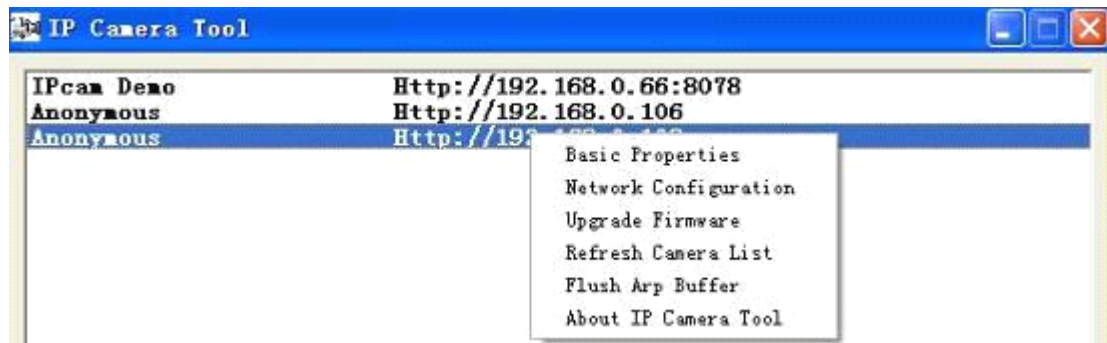 IP Camera Tool
IPcam Demo Http://192.168.0.66:8078
Anonymous Http://192.168.0.106
Anonymous
Basic Properties
Network Configuration
Upgrade Firmware
Refresh Camera List
Flush Arp Buffer
About IP Camera Tool